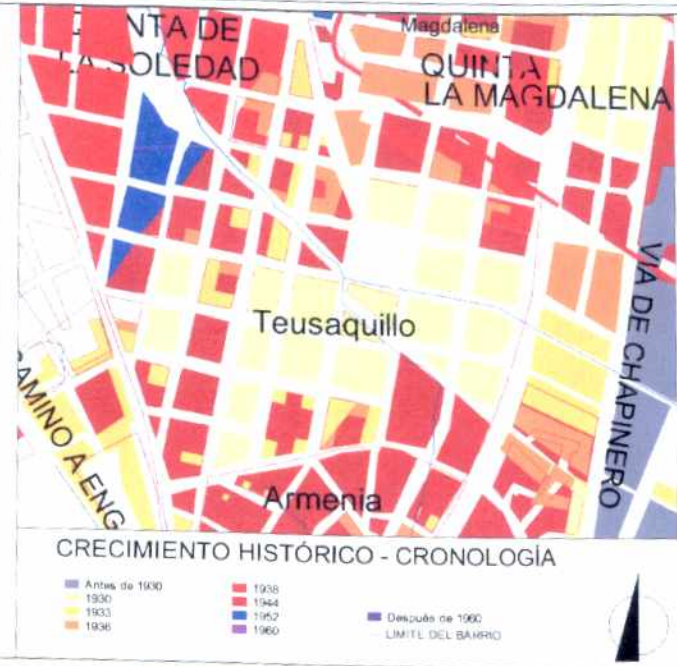 NTA DE
LA SOLEDAD
Magdalena
QUINTA
LA MAGDALENA
VIA DE CHAPINERO
Teusaquillo
CAMINO A ENG
Armenia
CRECIMIENTO HISTÓRICO - CRONOLOGÍA
Antes de 1930
1930
1933
1936
1938
1944
1952
1960
Después de 1960
LIMITE DEL BARRIO